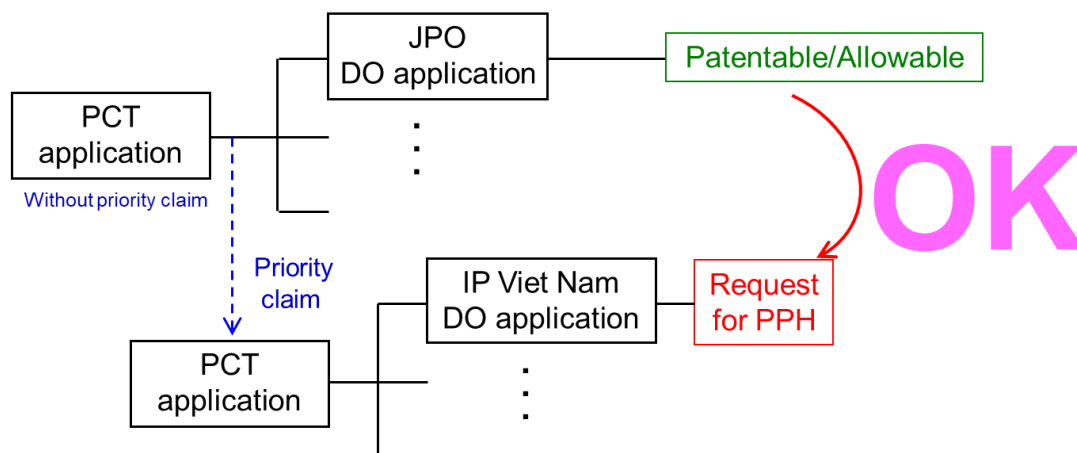 JPO
DO application
Patentable/Allowable
PCT
application
Without priority claim
OK
Priority
claim
IP Viet Nam
DO application
Request
for PPH
PCT
application